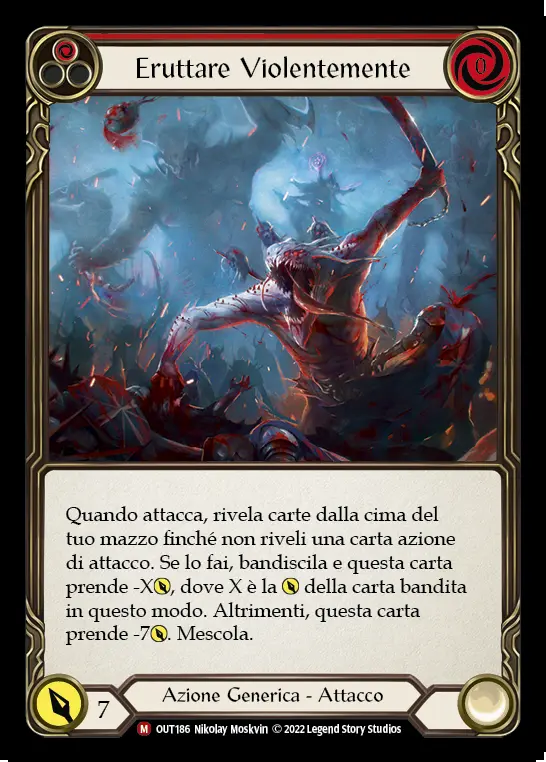 Eruttare Violentemente
0
Quando attacca, rivela carte dalla cima del
tuo mazzo finché non riveli una carta azione
di attacco. Se lo fai, bandiscila e questa carta
prende -X, dove X è la della carta bandita
in questo modo. Altrimenti, questa carta
prende -7. Mescola.
7
Azione Generica - Attacco
M OUT186 Nikolay Moskvin © 2022 Legend Story Studios